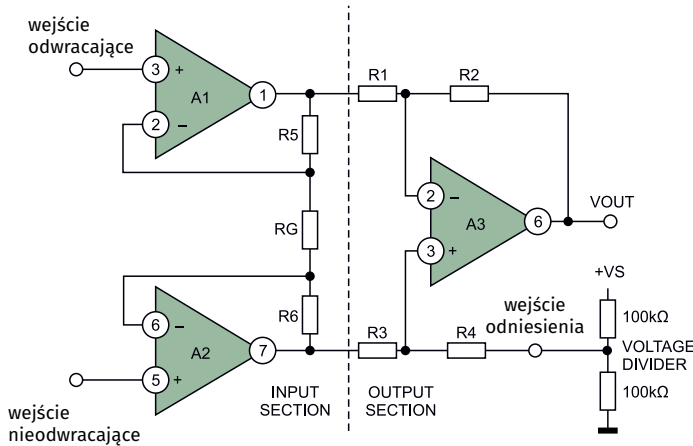 wejście
odwracające
3
+
A1
1
2
−
R5
RG
R6
6
−
A2
7
5
+
wejście
nieodwracające
INPUT
SECTION
OUTPUT
SECTION
R1
R2
2
−
A3
6
3
+
VOUT
R3
R4
wejście
odniesienia
+VS
100kΩ
VOLTAGE
DIVIDER
100kΩ